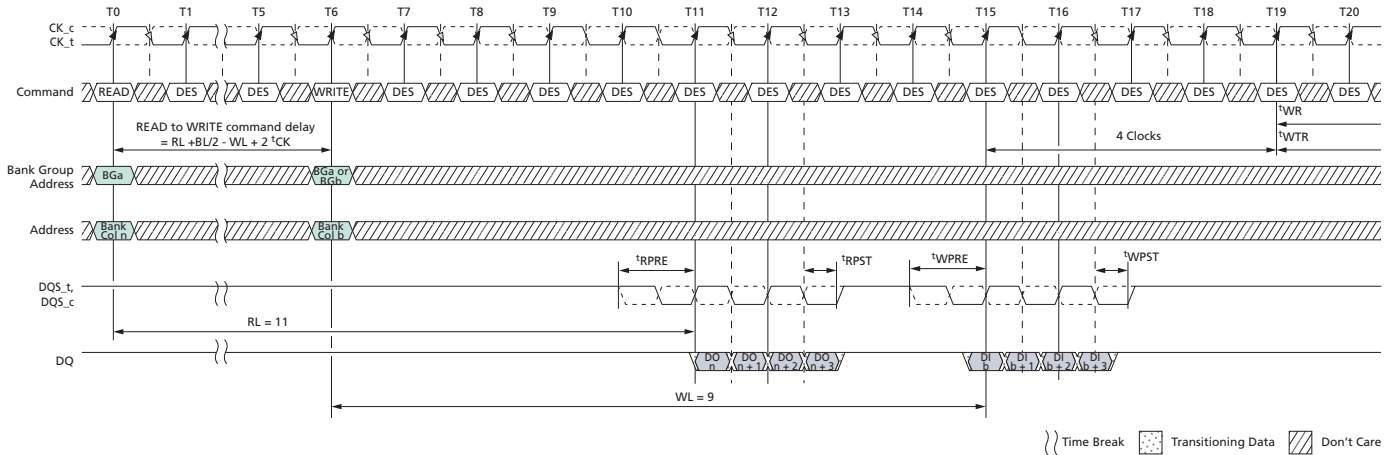 T0 T1 T5 T6 T7 T8 T9 T10 T11 T12 T13 T14 T15 T16 T17 T18 T19 T20
CK_c
CK_t
Command READ DES DES WRITE DES DES DES DES DES DES DES DES DES DES DES DES DES DES
READ to WRITE command delay
= RL +BL/2 - WL + 2 tCK
4 Clocks
tWR
tWTR
Bank Group
Address
BGa
BGa or
BGb
Address
Bank
Col n
Bank
Col b
tRPRE tRPST tWPRE tWPST
DQS_t,
DQS_c
RL = 11
DQ
DO
n
DO
n + 1
DO
n + 2
DO
n + 3
DI
b
DI
b + 1
DI
b + 2
DI
b + 3
WL = 9
Time Break Transitioning Data Don't Care